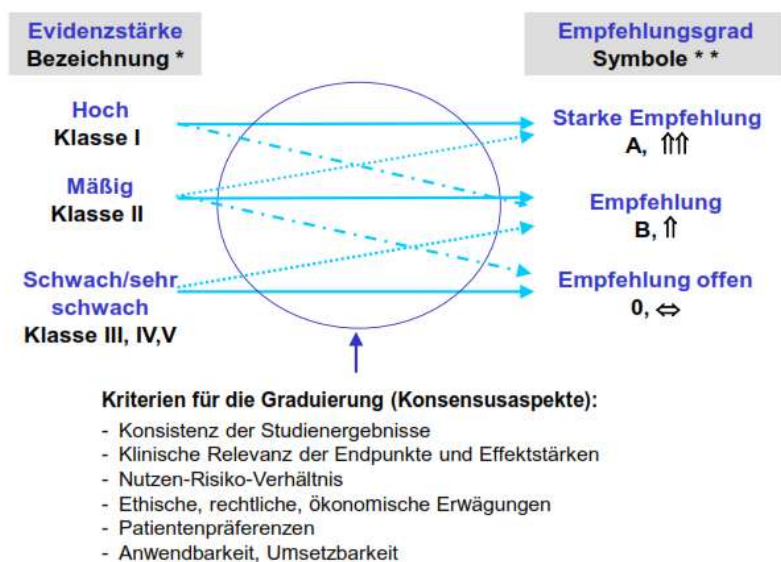 Evidenzstärke
Bezeichnung *
Empfehlungsgrad
Symbole * *
Hoch
Klasse I
Starke Empfehlung
A, ⇑⇑
Mäßig
Klasse II
Empfehlung
B, ⇑
Schwach/sehr
schwach
Klasse III, IV,V
Empfehlung offen
0, ⇔
Kriterien für die Graduierung (Konsensusaspekte):
- Konsistenz der Studienergebnisse
- Klinische Relevanz der Endpunkte und Effektstärken
- Nutzen-Risiko-Verhältnis
- Ethische, rechtliche, ökonomische Erwägungen
- Patientenpräferenzen
- Anwendbarkeit, Umsetzbarkeit